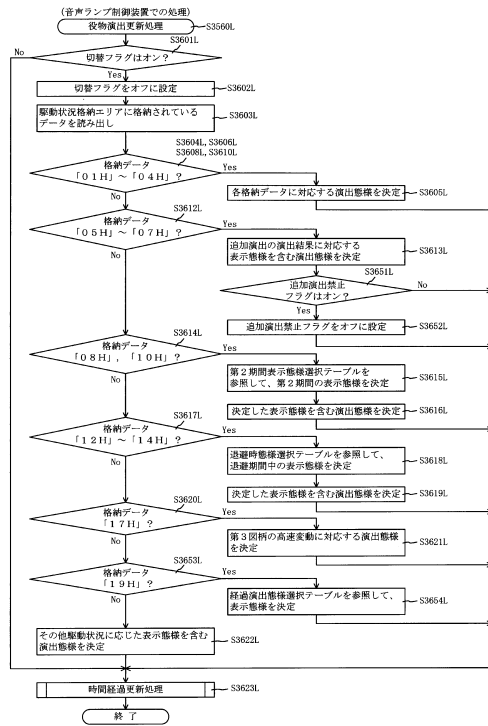 (音声ランプ制御装置での処理)
役物演出更新処理
S3560L
S3601L
切替フラグはオン?
No
Yes
切替フラグをオフに設定
S3602L
駆動状況格納エリアに格納されている
データを読み出し
S3603L
S3604L, S3606L
S3608L, S3610L
格納データ
「01H」~「04H」?
Yes
No
各格納データに対応する演出態様を決定
S3605L
S3612L
格納データ
「05H」~「07H」?
Yes
No
追加演出の演出結果に対応する
表示態様を含む演出態様を決定
S3613L
S3651L
追加演出禁止
フラグはオン?
No
Yes
追加演出禁止フラグをオフに設定
S3652L
S3614L
格納データ
「08H」,「10H」?
Yes
No
第2期間表示態様選択テーブルを
参照して、第2期間の表示態様を決定
S3615L
決定した表示態様を含む演出態様を決定
S3616L
S3617L
格納データ
「12H」~「14H」?
Yes
No
退避時態様選択テーブルを参照して、
退避期間中の表示態様を決定
S3618L
決定した表示態様を含む演出態様を決定
S3619L
S3620L
格納データ
「17H」?
Yes
No
第3図柄の高速変動に対応する演出態様
を決定
S3621L
S3653L
格納データ
「19H」?
Yes
No
経過演出態様選択テーブルを参照して、
表示態様を決定
S3654L
その他駆動状況に応じた表示態様を含む
演出態様を決定
S3622L
時間経過更新処理
S3623L
終了